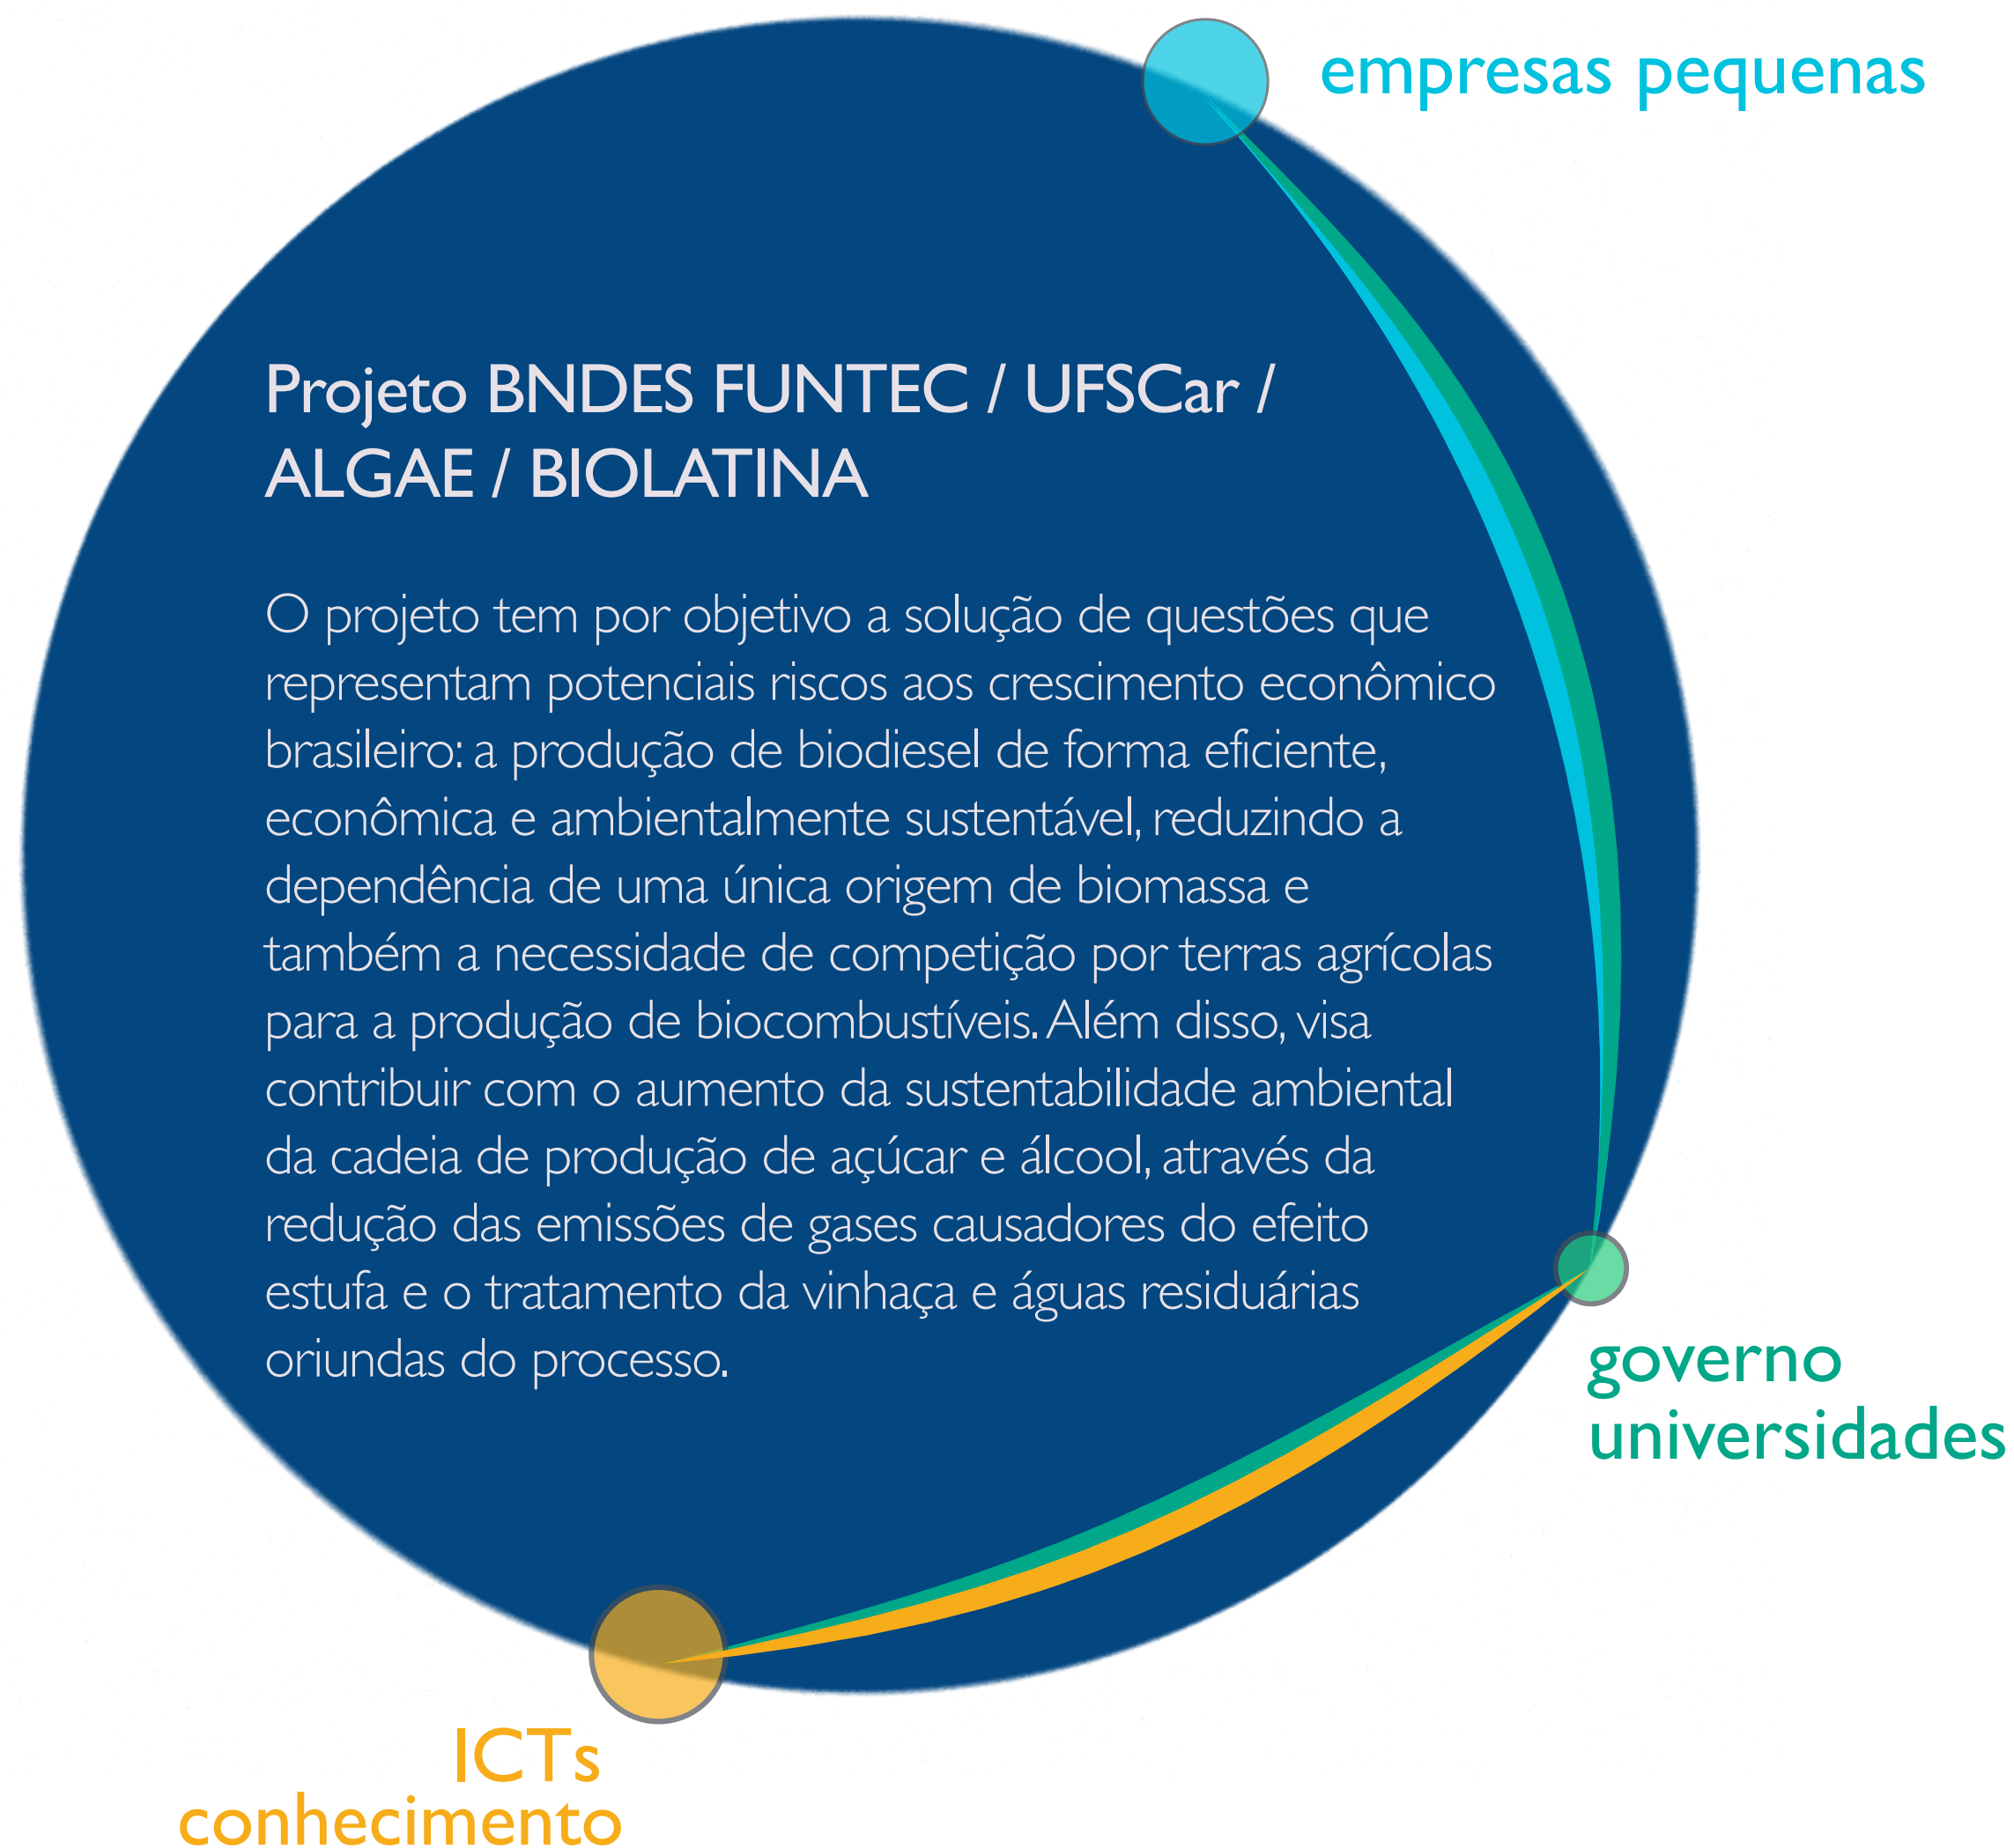 empresas pequenas
Projeto BNDES FUNTEC / UFSCar /
ALGAE / BIOLATINA
O projeto tem por objetivo a solução de questões que
representam potenciais riscos aos crescimento econômico
brasileiro: a produção de biodiesel de forma eficiente,
econômica e ambientalmente sustentável, reduzindo a
dependência de uma única origem de biomassa e
também a necessidade de competição por terras agrícolas
para a produção de biocombustíveis. Além disso, visa
contribuir com o aumento da sustentabilidade ambiental
da cadeia de produção de açúcar e álcool, através da
redução das emissões de gases causadores do efeito
estufa e o tratamento da vinhaça e águas residuárias
oriundas do processo.
governo
universidades
ICTs
conhecimento